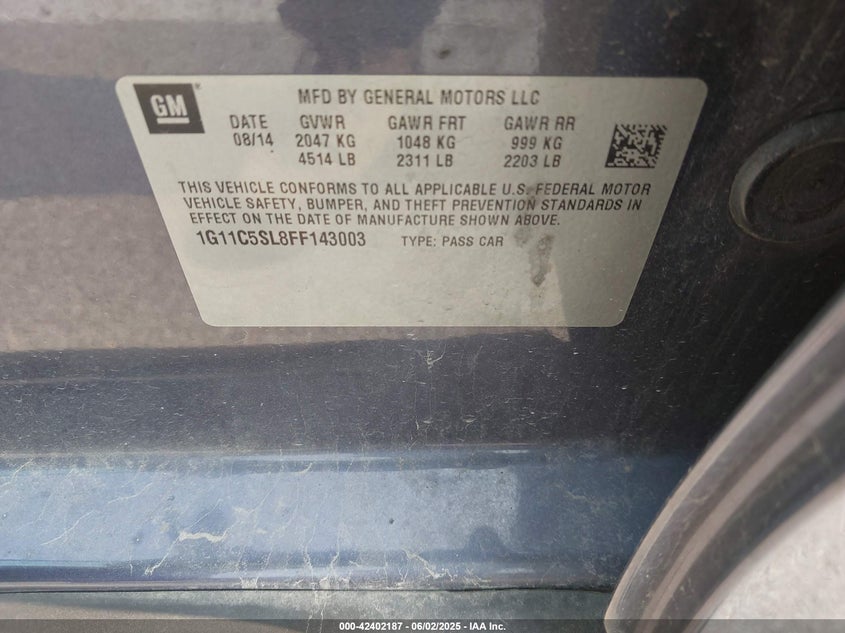 GM ®
MFD BY GENERAL MOTORS LLC
DATE GVWR GAWR FRT GAWR RR
08/14 2047 KG 1048 KG 999 KG
4514 LB 2311 LB 2203 LB
THIS VEHICLE CONFORMS TO ALL APPLICABLE U.S. FEDERAL MOTOR
VEHICLE SAFETY, BUMPER, AND THEFT PREVENTION STANDARDS IN
EFFECT ON THE DATE OF MANUFACTURE SHOWN ABOVE.
1G11C5SL8FF143003 TYPE: PASS CAR
000-42402187 - 06/02/2025 - IAA Inc.